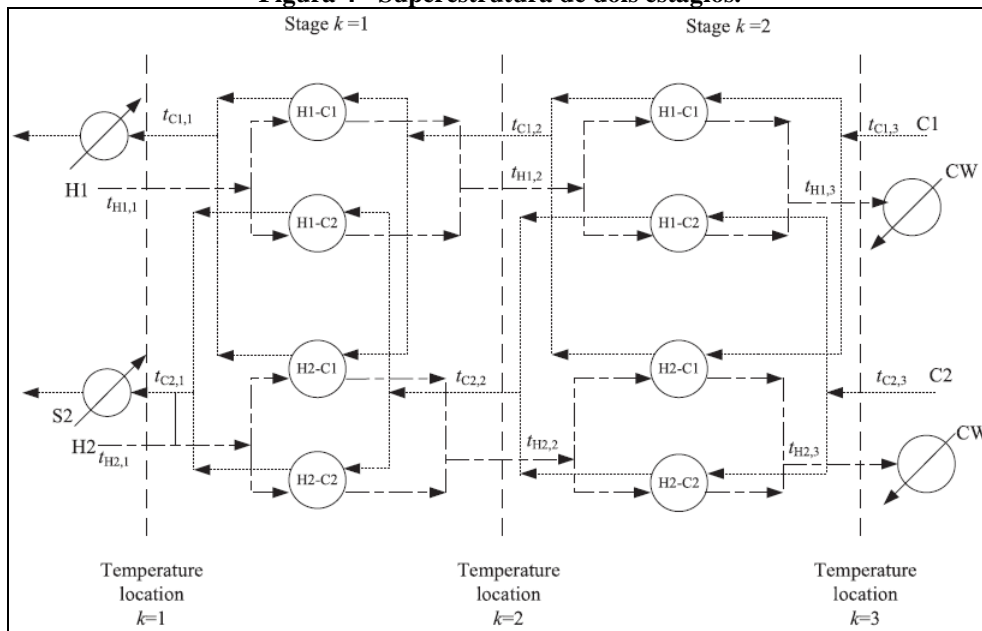 Figura 4 - Superestrutura de dois estágios.
Stage k =1
Stage k =2
H1-C1
H1-C1
tC1,1
tC1,2
tC1,3
C1
H1
tH1,1
tH1,2
tH1,3
CW
H1-C2
H1-C2
H2-C1
H2-C1
tC2,1
tC2,2
tC2,3
C2
S2
H2
tH2,1
tH2,2
tH2,3
CW
H2-C2
H2-C2
Temperature
location
k=1
Temperature
location
k=2
Temperature
location
k=3